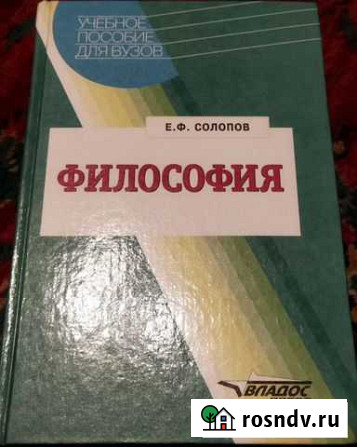 УЧЕБНОЕ
ПОСОБИЕ
ДЛЯ ВУЗОВ
Е.Ф. СОЛОПОВ
ФИЛОСОФИЯ
ВЛАДОС
rosndv.ru